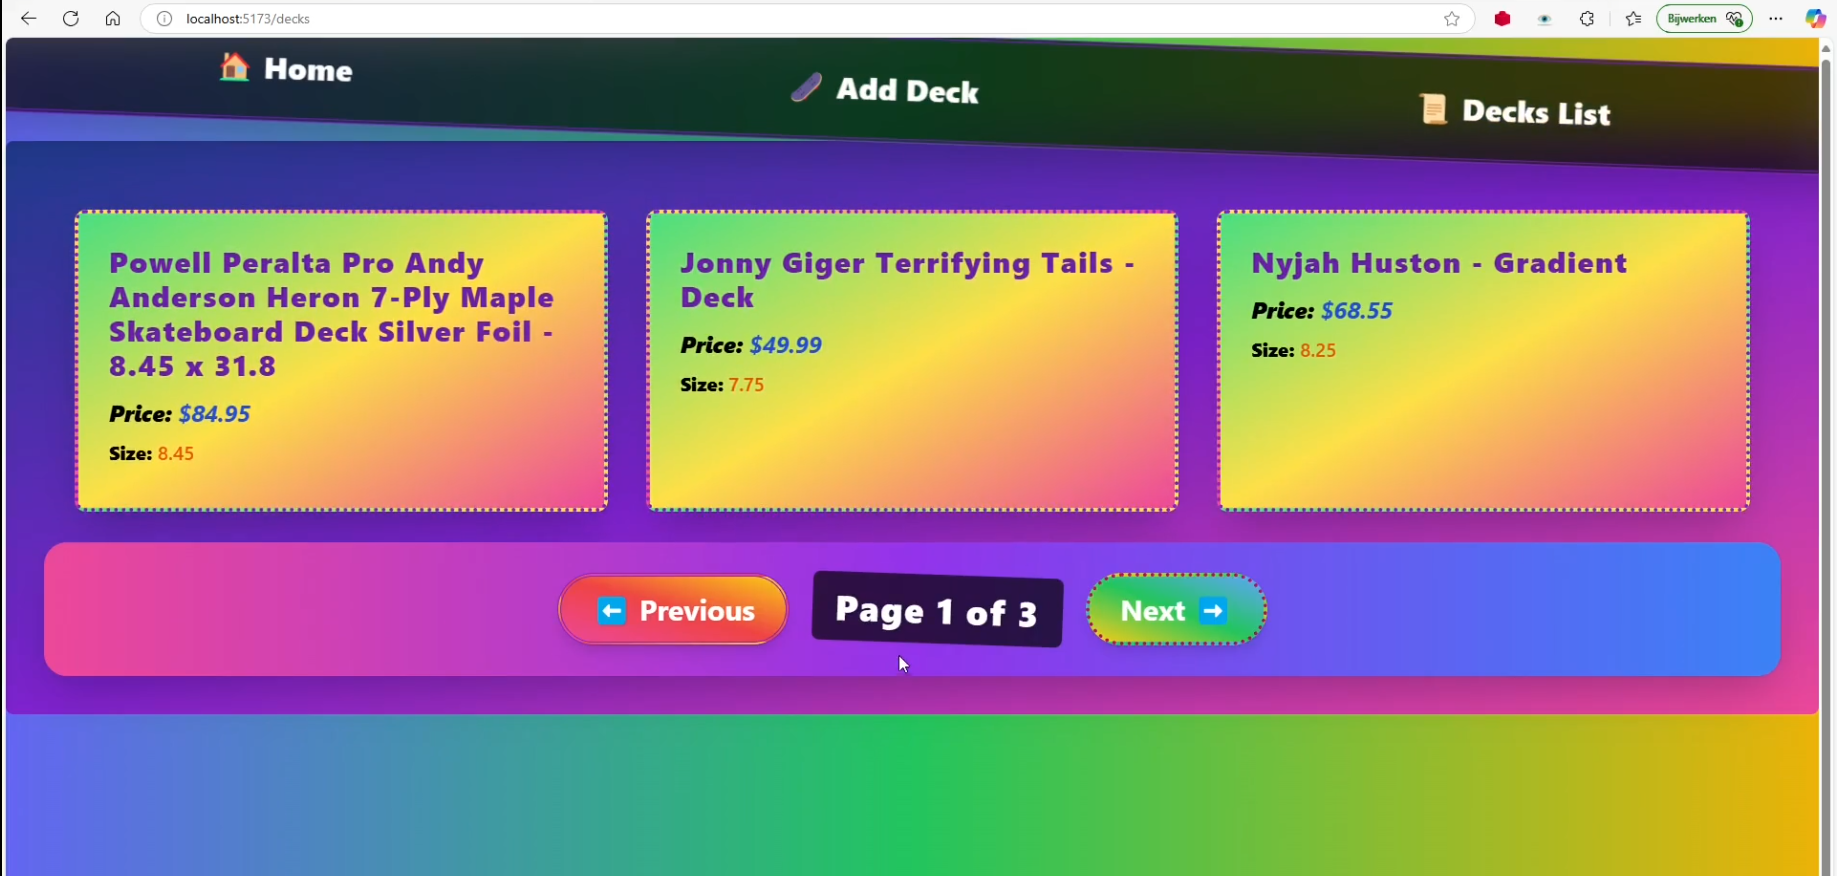 localhost:5173/decks
Bijwerken
Home
Add Deck
Decks List
Powell Peralta Pro Andy
Anderson Heron 7-Ply Maple
Skateboard Deck Silver Foil -
8.45 x 31.8
Price: $84.95
Size: 8.45
Jonny Giger Terrifying Tails -
Deck
Price: $49.99
Size: 7.75
Nyjah Huston - Gradient
Price: $68.55
Size: 8.25
Previous
Page 1 of 3
Next